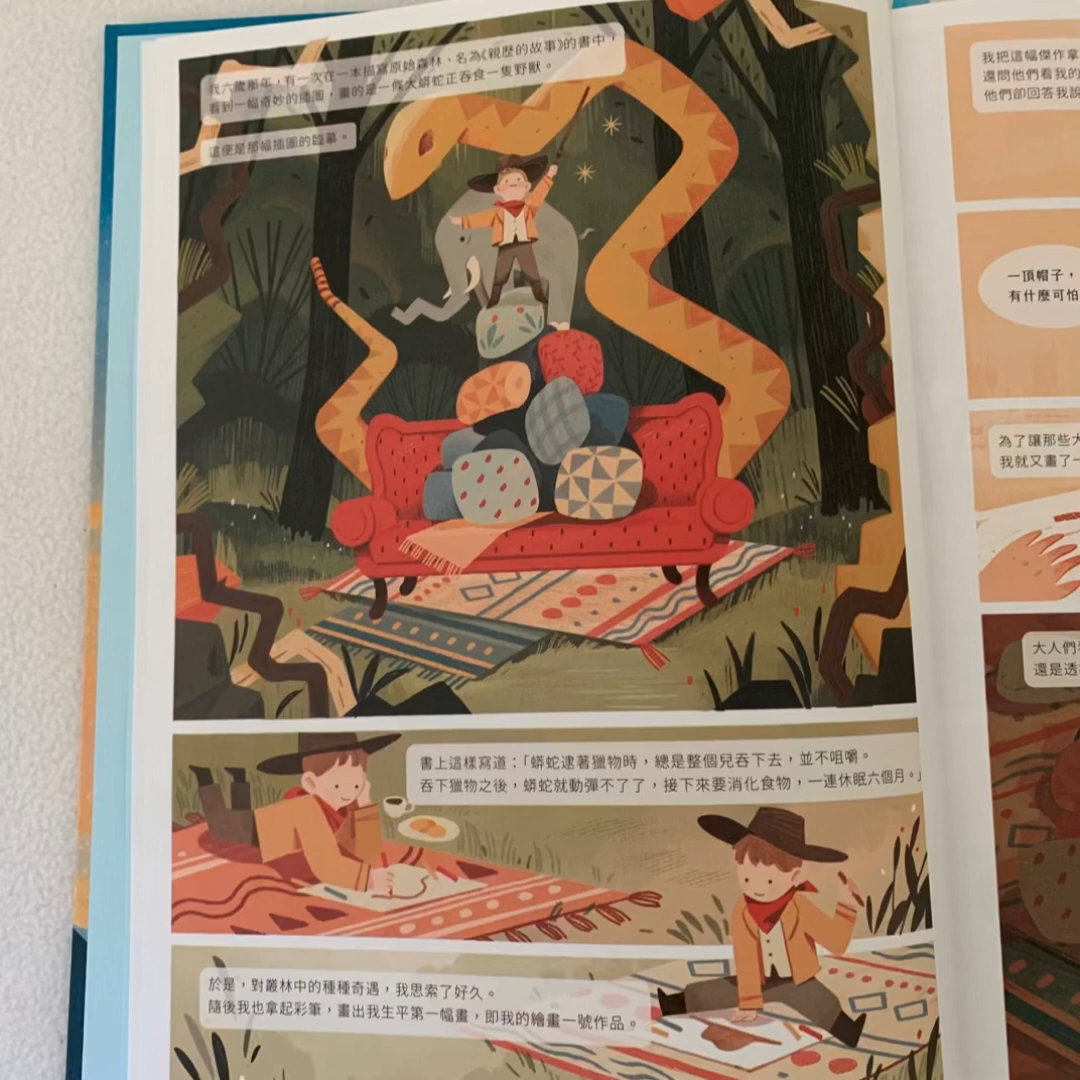 我六歲那年，有一次在一本描寫原始森林、名為《親歷的故事》的書中，
看到一幅奇妙的插圖，畫的是一條大蟒蛇正吞食一隻野獸。
這便是那幅插圖的臨摹。
書上這樣寫道：「蟒蛇逮著獵物時，總是整個兒吞下去，並不咀嚼。
吞下獵物之後，蟒蛇就動彈不了了，接下來要消化食物，一連休眠六個月。」
於是，對叢林中的種種奇遇，我思索了好久。
隨後我也拿起彩筆，畫出我生平第一幅畫，即我的繪畫一號作品。
我把這幅傑作拿
還問他們看我的
他們卻回答我說
一頂帽子，
有什麼可怕
為了讓那些大
我就又畫了一
大人們
還是透